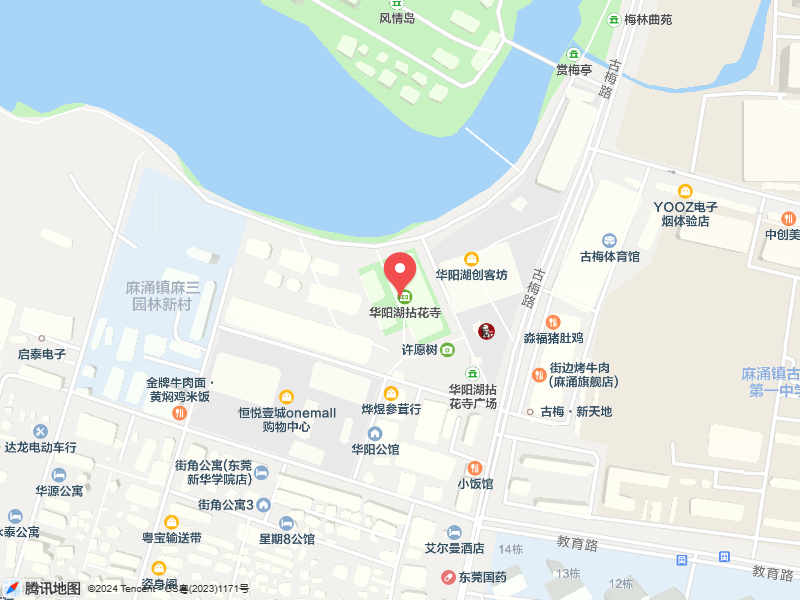 风情岛
梅林曲苑
赏梅亭
古梅路
YOOZ电子
烟体验店
中创美
古梅体育馆
华阳湖创客坊
古梅路
麻涌镇麻三
园林新村
华阳湖拈花寺
淼福猪肚鸡
许愿树
启泰电子
街边烤牛肉
(麻涌旗舰店)
麻涌镇古
第一中学
金牌牛肉面·
黄焖鸡米饭
华阳湖拈
花寺广场
恒悦壹城onemall
购物中心
烨煜参茸行
古梅·新天地
达龙电动车行
华阳公馆
街角公寓(东莞
新华学院店)
小饭馆
华源公寓
街角公寓3
永泰公寓
粤宝输送带
星期8公馆
艾尔曼酒店
14栋
教育路
姿身阁
东莞国药
13栋
12栋
教育路
腾讯地图
©2024 Tencent - GS粤(2023)1171号